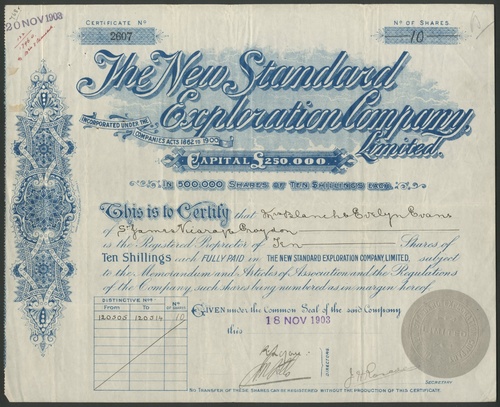 CERTIFICATE No
No OF SHARES.
20 NOV 1903
2607
10
The New Standard
Exploration Company,
Limited.
INCORPORATED UNDER THE
COMPANIES ACTS 1862 TO 1900
CAPITAL £250,000
IN 500,000 SHARES OF TEN SHILLINGS EACH
This is to Certify that Mrs Blanche Evelyn Evans
of St James Vicarage Croydon
is the Registered Proprietor of Ten Shares of
Ten Shillings each FULLY PAID in THE NEW STANDARD EXPLORATION COMPANY, LIMITED, subject
to the Memorandum and Articles of Association and the Regulations
of the Company, such shares being numbered as in margin hereof.
DISTINCTIVE Nos
From To No OF SHARES
120505 120514 10
GIVEN under the Common Seal of the said Company
this 18 NOV 1903
DIRECTORS
SECRETARY
NO TRANSFER OF THESE SHARES CAN BE REGISTERED WITHOUT THE PRODUCTION OF THIS CERTIFICATE.